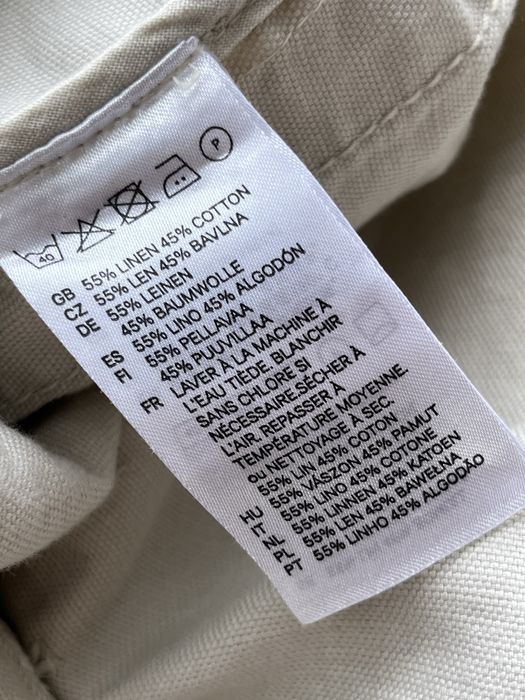 40
P
GB 55% LINEN 45% COTTON
CZ 55% LEN 45% BAVLNA
DE 55% LEINEN
45% BAUMWOLLE
ES 55% LINO 45% ALGODÓN
FI 55% PELLAVAA
45% PUUVILLAA
FR LAVER À LA MACHINE À
L'EAU TIÈDE. BLANCHIR
SANS CHLORE SI
NÉCESSAIRE.SÉCHER À
L'AIR. REPASSER À
TEMPÉRATURE MOYENNE.
OU NETTOYAGE À SEC.
55% LIN 45% COTON
HU 55% VÁSZON 45% PAMUT
IT 55% LINO 45% COTONE
NL 55% LINNEN 45% KATOEN
PL 55% LEN 45% BAWEŁNA
PT 55% LINHO 45% ALGODÃO